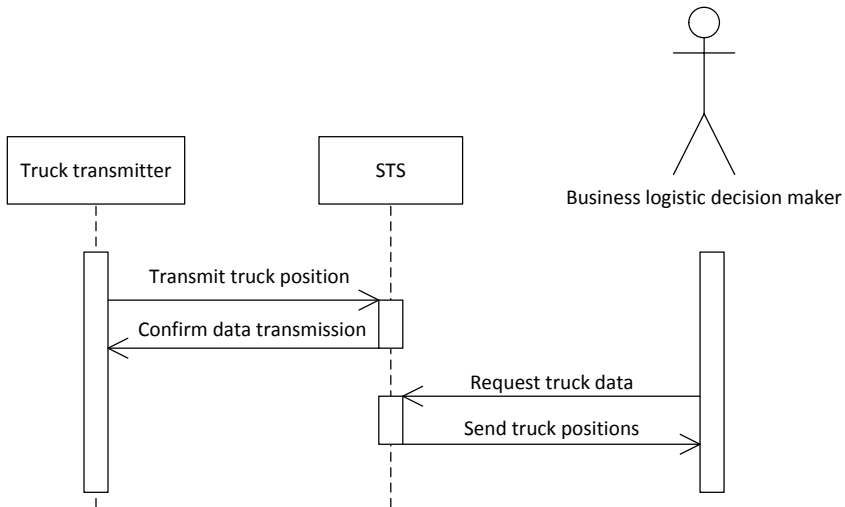 Truck transmitter
STS
Business logistic decision maker
Transmit truck position
Confirm data transmission
Request truck data
Send truck positions